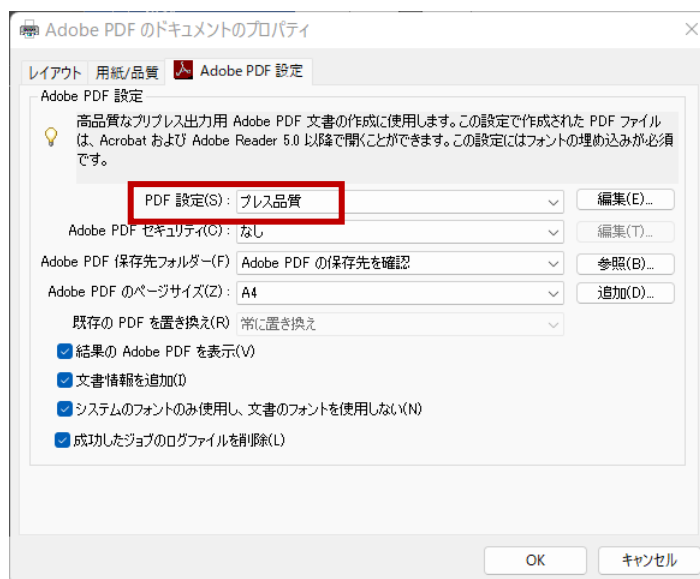 Adobe PDF のドキュメントのプロパティ
レイアウト 用紙/品質 Adobe PDF 設定
Adobe PDF 設定
高品質なプリプレス出力用 Adobe PDF 文書の作成に使用します。この設定で作成された PDF ファイル
は、Acrobat および Adobe Reader 5.0 以降で開くことができます。この設定にはフォントの埋め込みが必須
です。
PDF 設定(S): プレス品質 編集(E)...
Adobe PDF セキュリティ(C): なし 編集(T)...
Adobe PDF 保存先フォルダー(F) Adobe PDF の保存先を確認 参照(B)...
Adobe PDF のページサイズ(Z): A4 追加(D)...
既存の PDF を置き換え(R) 常に置き換え
結果の Adobe PDF を表示(V)
文書情報を追加(I)
システムのフォントのみ使用し、文書のフォントを使用しない(N)
成功したジョブのログファイルを削除(L)
OK キャンセル